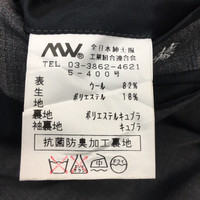 MW® 全日本紳士服
工業組合連合会
TEL 03-3862-4621
5-400号
表生地 ウール 82%
ポリエステル 18%
裏地 ポリエステル キュプラ
袖裏地 キュプラ
抗菌防臭加工裏地